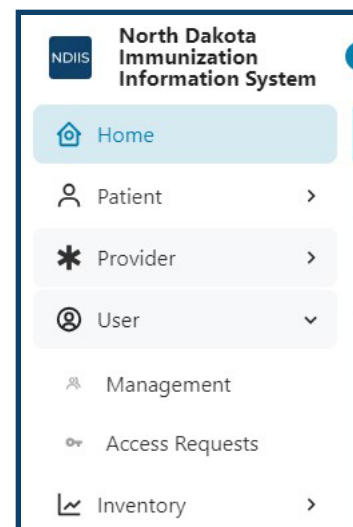 NDIIS
North Dakota
Immunization
Information System
Home
Patient
Provider
User
Management
Access Requests
Inventory